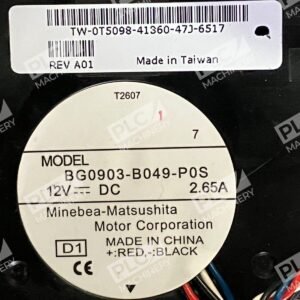 TW-0T5098-41360-47J-6517
REV A01 Made in Taiwan
T2607
1
7
MODEL
BG0903-B049-P0S
12V⎓DC 2.65A
Minebea-Matsushita
Motor Corporation
D1 MADE IN CHINA
CE +:RED,-:BLACK
PLC
MACHINERY